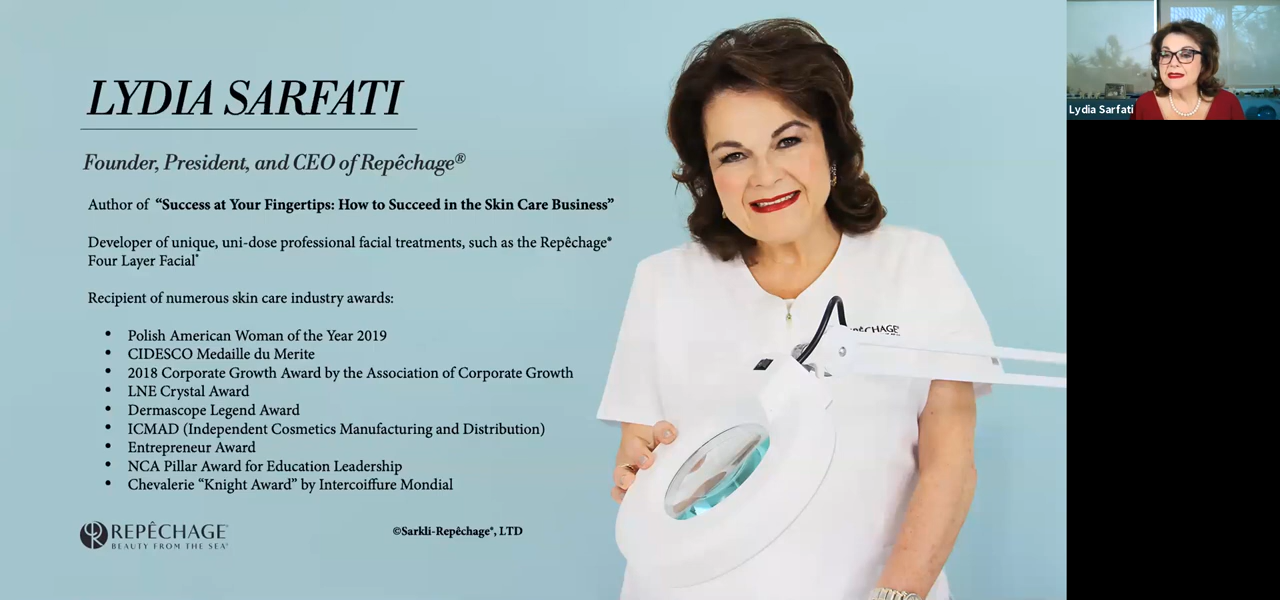 LYDIA SARFATI
Founder, President, and CEO of Repêchage®
Author of “Success at Your Fingertips: How to Succeed in the Skin Care Business”
Developer of unique, uni-dose professional facial treatments, such as the Repêchage®
Four Layer Facial®
Recipient of numerous skin care industry awards:
• Polish American Woman of the Year 2019
• CIDESCO Medaille du Merite
• 2018 Corporate Growth Award by the Association of Corporate Growth
• LNE Crystal Award
• Dermascope Legend Award
• ICMAD (Independent Cosmetics Manufacturing and Distribution)
• Entrepreneur Award
• NCA Pillar Award for Education Leadership
• Chevalerie “Knight Award” by Intercoiffure Mondial
REPÊCHAGE®
BEAUTY FROM THE SEA®
©Sarkli-Repêchage®, LTD
Lydia Sarfati